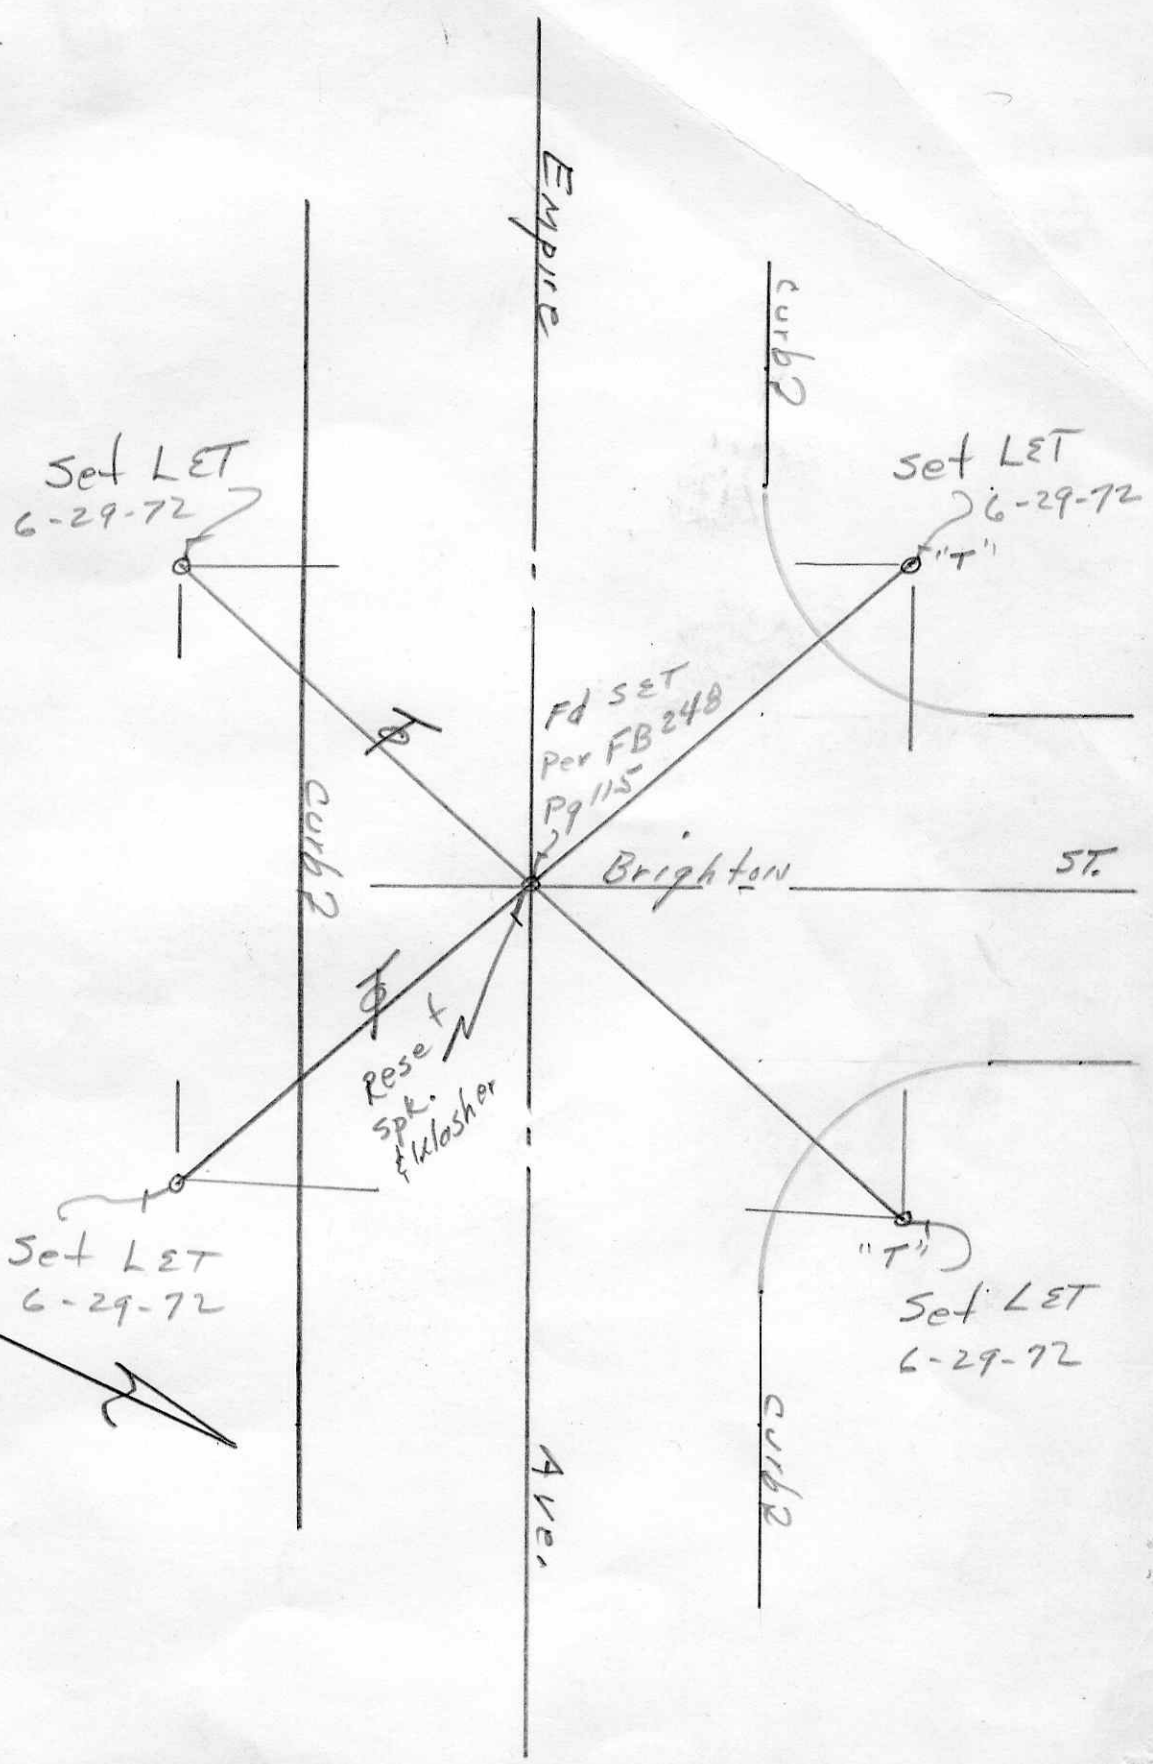 Empire
curb
Set LET
6-29-72
Set LET
6-29-72
"T"
Fd SET
Per FB 248
Pg 115
curb
Brighton
ST.
Reset
Spk.
& Washer
Set LET
6-29-72
"T"
Set LET
6-29-72
curb
Ave.